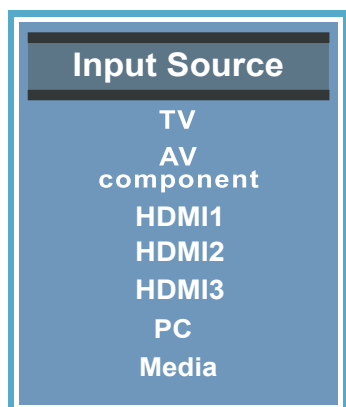 Input Source
TV
AV
component
HDMI1
HDMI2
HDMI3
PC
Media